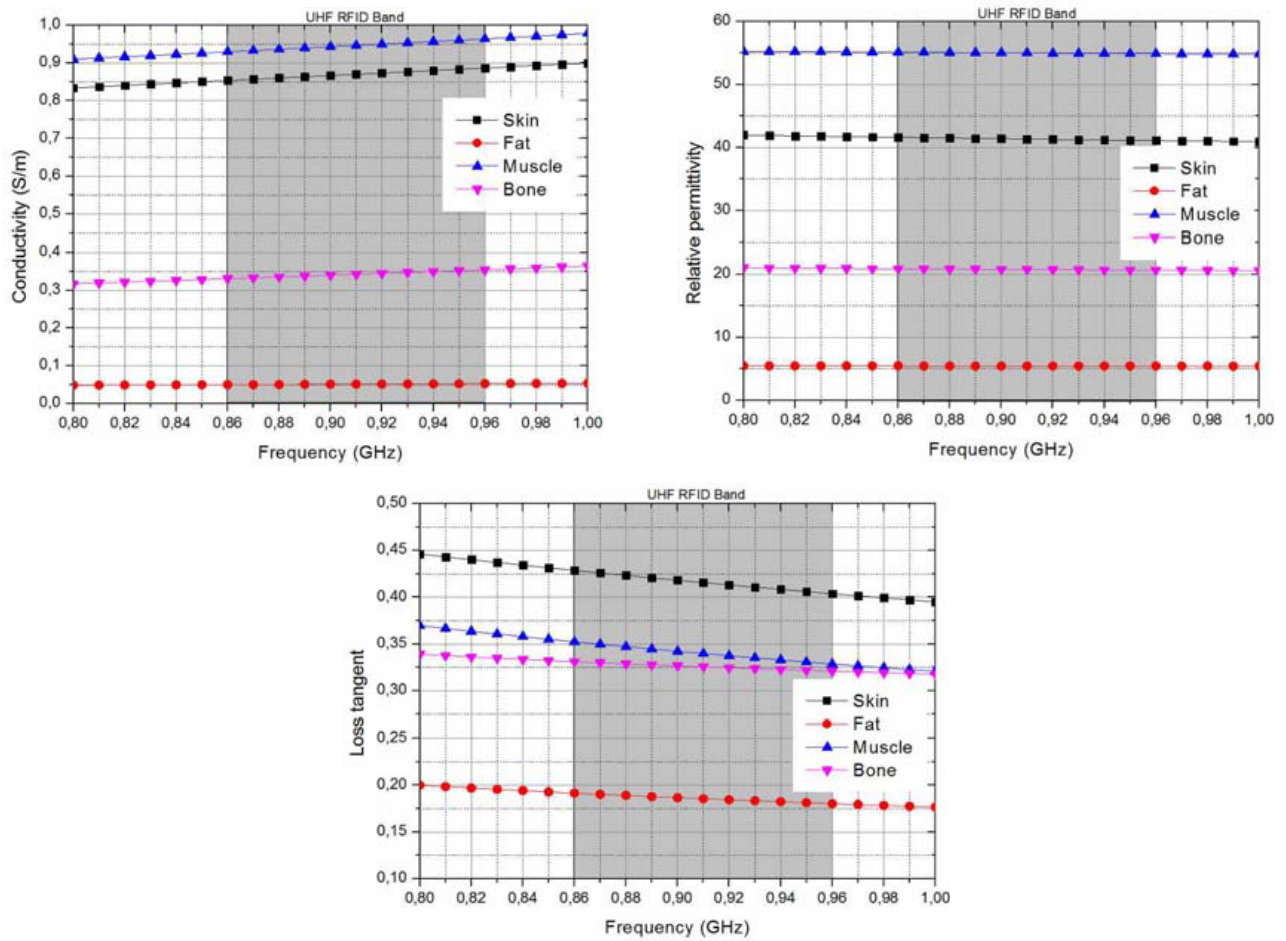 UHF RFID Band
1,0
0,9
0,8
0,7
0,6
0,5
0,4
0,3
0,2
0,1
0,0
Conductivity (S/m)
Skin
Fat
Muscle
Bone
0,80 0,82 0,84 0,86 0,88 0,90 0,92 0,94 0,96 0,98 1,00
Frequency (GHz)
UHF RFID Band
60
50
40
30
20
10
0
Relative permittivity
Skin
Fat
Muscle
Bone
0,80 0,82 0,84 0,86 0,88 0,90 0,92 0,94 0,96 0,98 1,00
Frequency (GHz)
UHF RFID Band
0,50
0,45
0,40
0,35
0,30
0,25
0,20
0,15
0,10
Loss tangent
Skin
Fat
Muscle
Bone
0,80 0,82 0,84 0,86 0,88 0,90 0,92 0,94 0,96 0,98 1,00
Frequency (GHz)